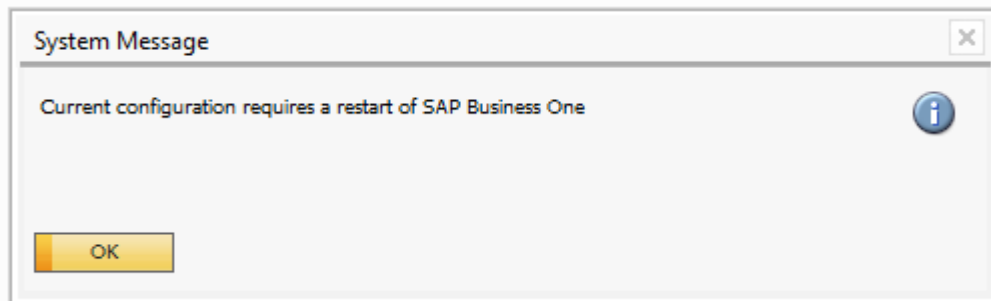 System Message
Current configuration requires a restart of SAP Business One
OK